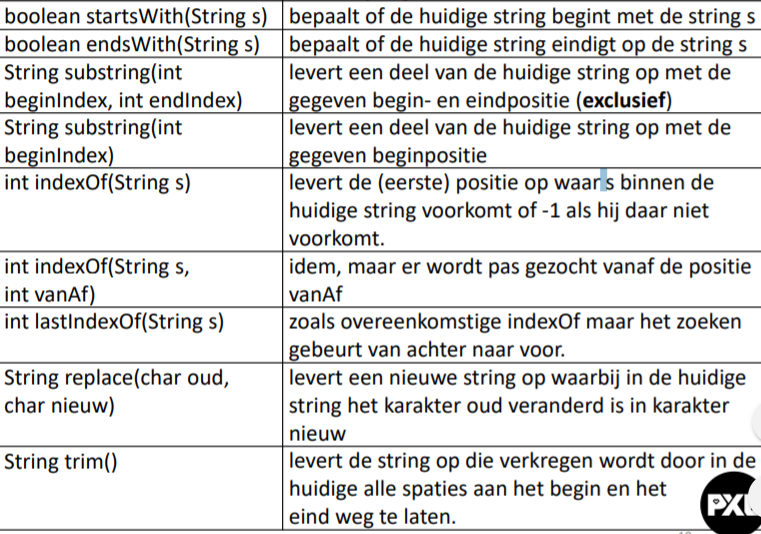 boolean startsWith(String s)
bepaalt of de huidige string begint met de string s
boolean endsWith(String s)
bepaalt of de huidige string eindigt op de string s
String substring(int
beginIndex, int endIndex)
levert een deel van de huidige string op met de
gegeven begin- en eindpositie (exclusief)
String substring(int
beginIndex)
levert een deel van de huidige string op met de
gegeven beginpositie
int indexOf(String s)
levert de (eerste) positie op waar s binnen de
huidige string voorkomt of -1 als hij daar niet
voorkomt.
int indexOf(String s,
int vanAf)
idem, maar er wordt pas gezocht vanaf de positie
vanAf
int lastIndexOf(String s)
zoals overeenkomstige indexOf maar het zoeken
gebeurt van achter naar voor.
String replace(char oud,
char nieuw)
levert een nieuwe string op waarbij in de huidige
string het karakter oud veranderd is in karakter
nieuw
String trim()
levert de string op die verkregen wordt door in de
huidige alle spaties aan het begin en het
eind weg te laten.
PX